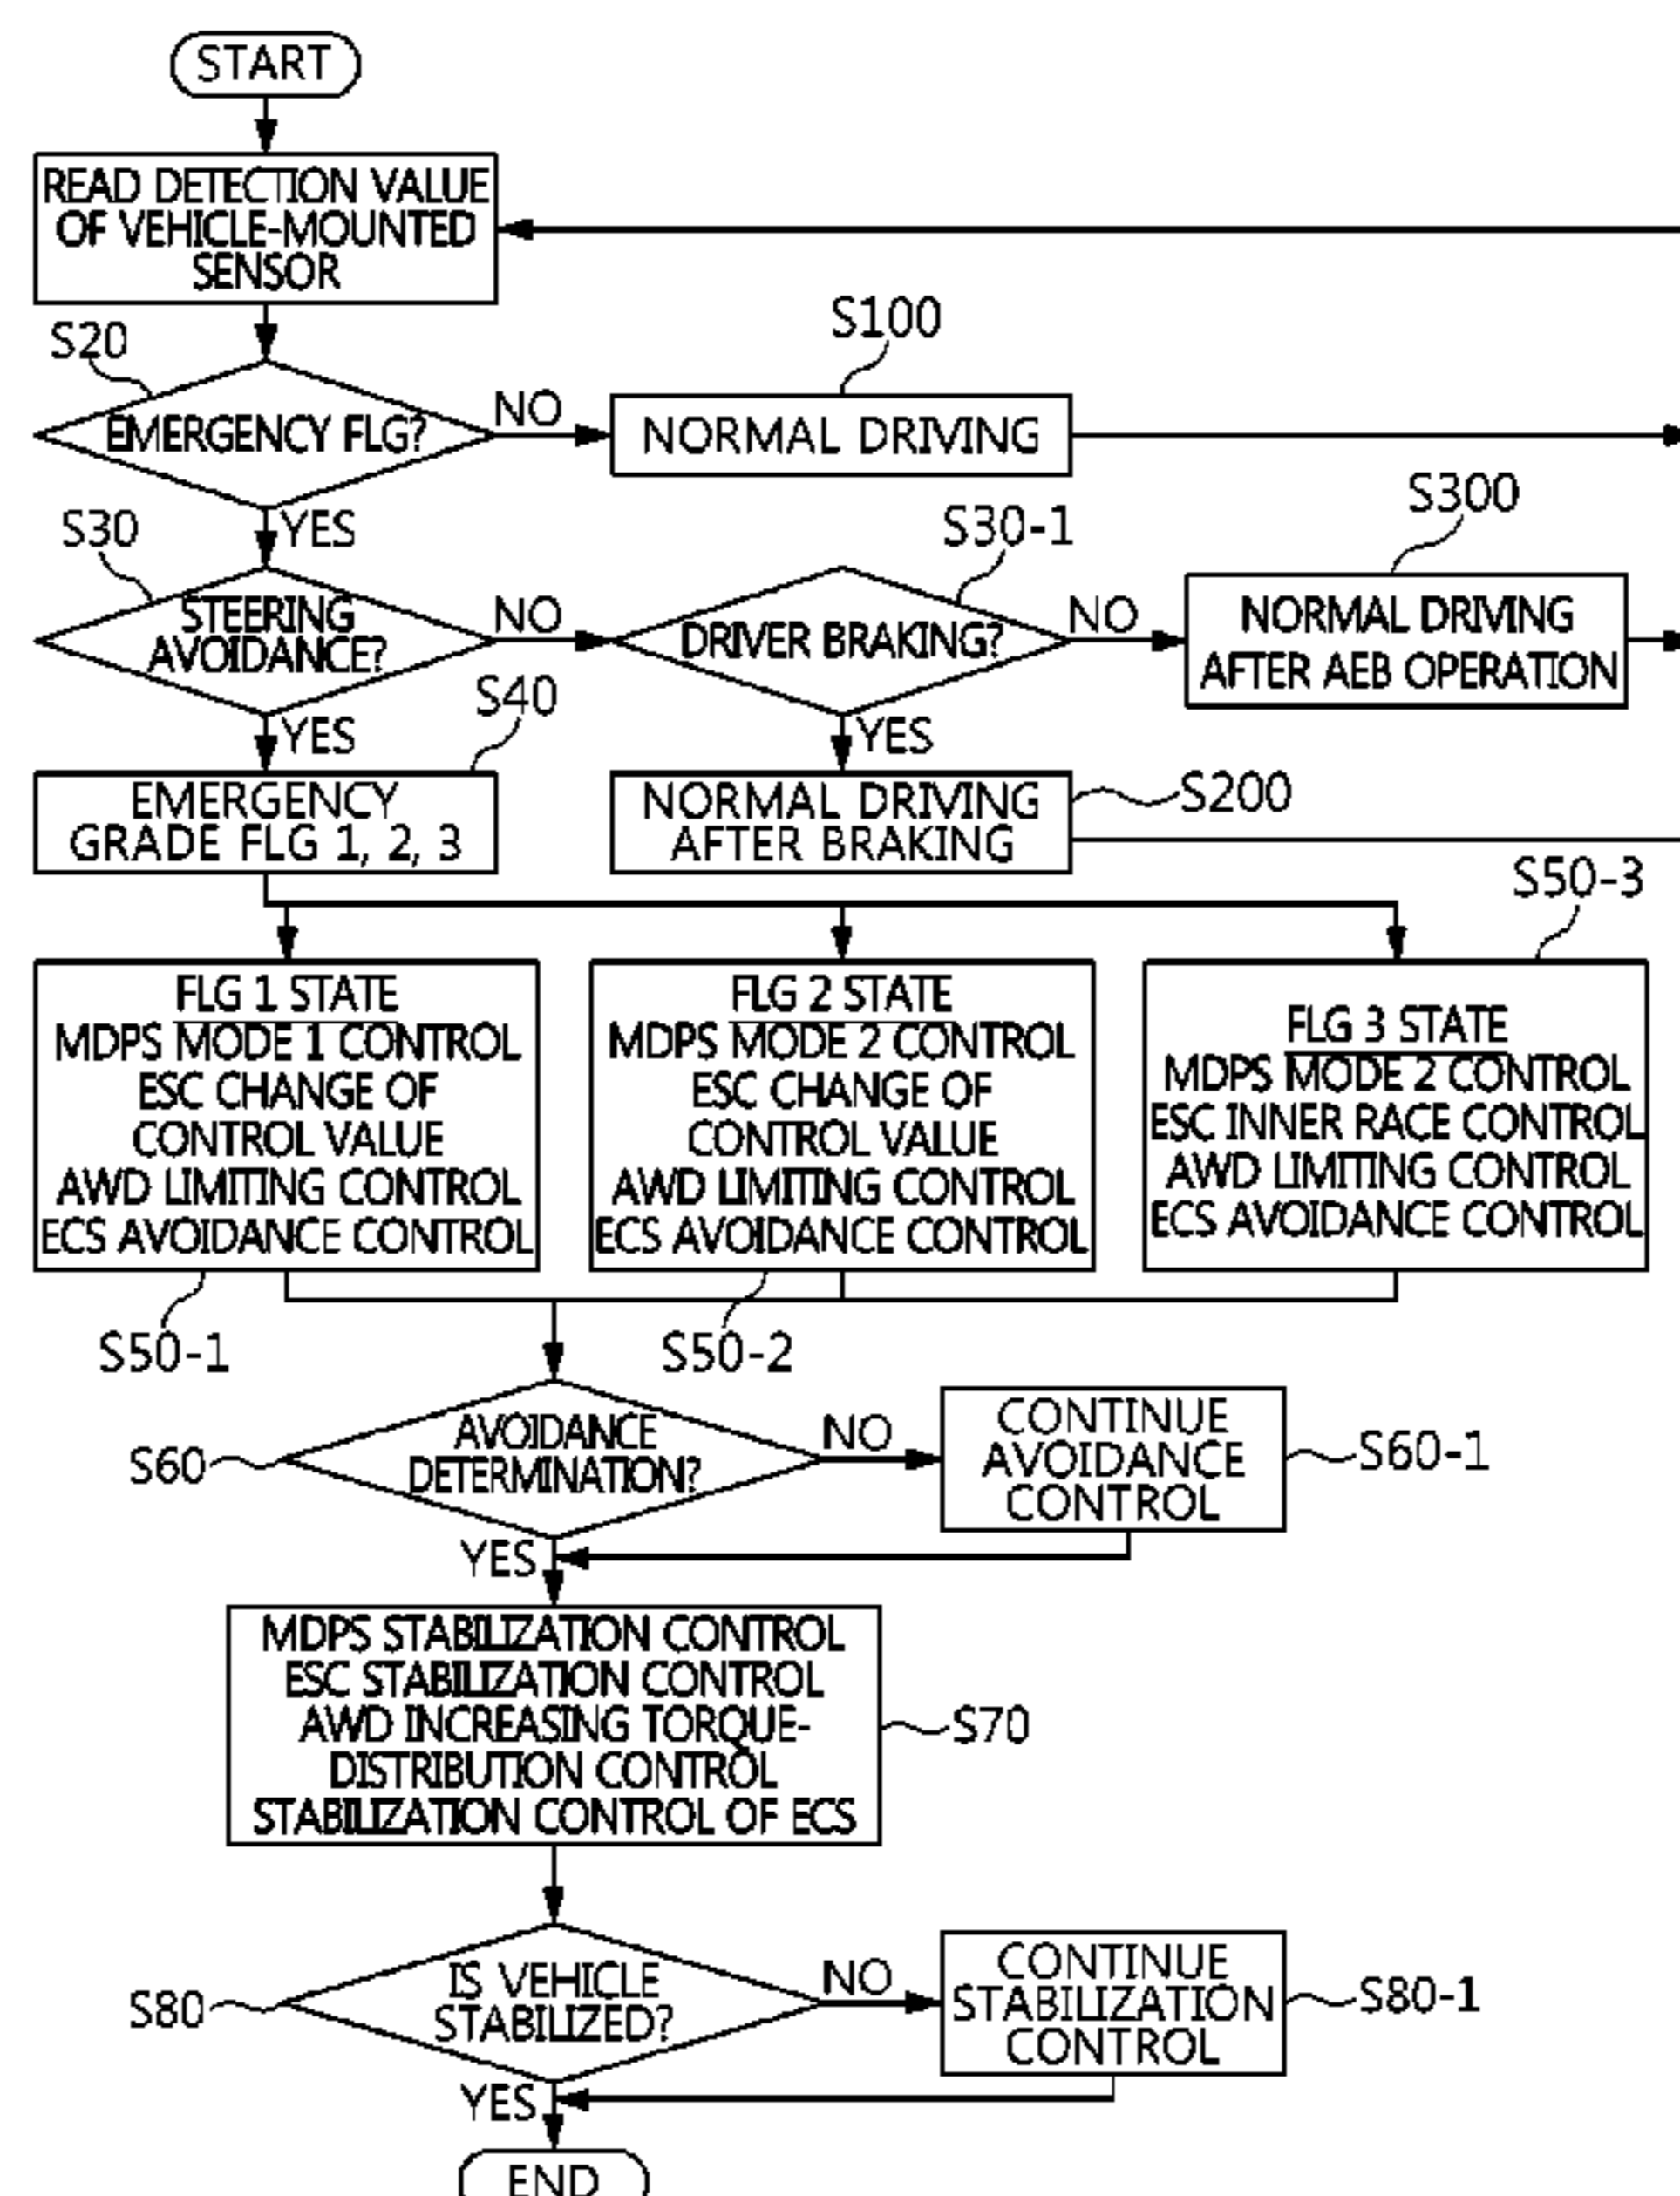 START
READ DETECTION VALUE
OF VEHICLE-MOUNTED
SENSOR
S20
EMERGENCY FLG?
NO
S100
NORMAL DRIVING
YES
S30
STEERING
AVOIDANCE?
NO
S30-1
DRIVER BRAKING?
NO
S300
NORMAL DRIVING
AFTER AEB OPERATION
YES
S40
EMERGENCY
GRADE FLG 1, 2, 3
YES
NORMAL DRIVING
AFTER BRAKING
S200
FLG 1 STATE
MDPS MODE 1 CONTROL
ESC CHANGE OF
CONTROL VALUE
AWD LIMITING CONTROL
ECS AVOIDANCE CONTROL
S50-1
FLG 2 STATE
MDPS MODE 2 CONTROL
ESC CHANGE OF
CONTROL VALUE
AWD LIMITING CONTROL
ECS AVOIDANCE CONTROL
S50-2
S50-3
FLG 3 STATE
MDPS MODE 2 CONTROL
ESC INNER RACE CONTROL
AWD LIMITING CONTROL
ECS AVOIDANCE CONTROL
S60
AVOIDANCE
DETERMINATION?
NO
CONTINUE
AVOIDANCE
CONTROL
S60-1
YES
MDPS STABILIZATION CONTROL
ESC STABILIZATION CONTROL
AWD INCREASING TORQUE-
DISTRIBUTION CONTROL
STABILIZATION CONTROL OF ECS
S70
S80
IS VEHICLE
STABILIZED?
NO
CONTINUE
STABILIZATION
CONTROL
S80-1
YES
END